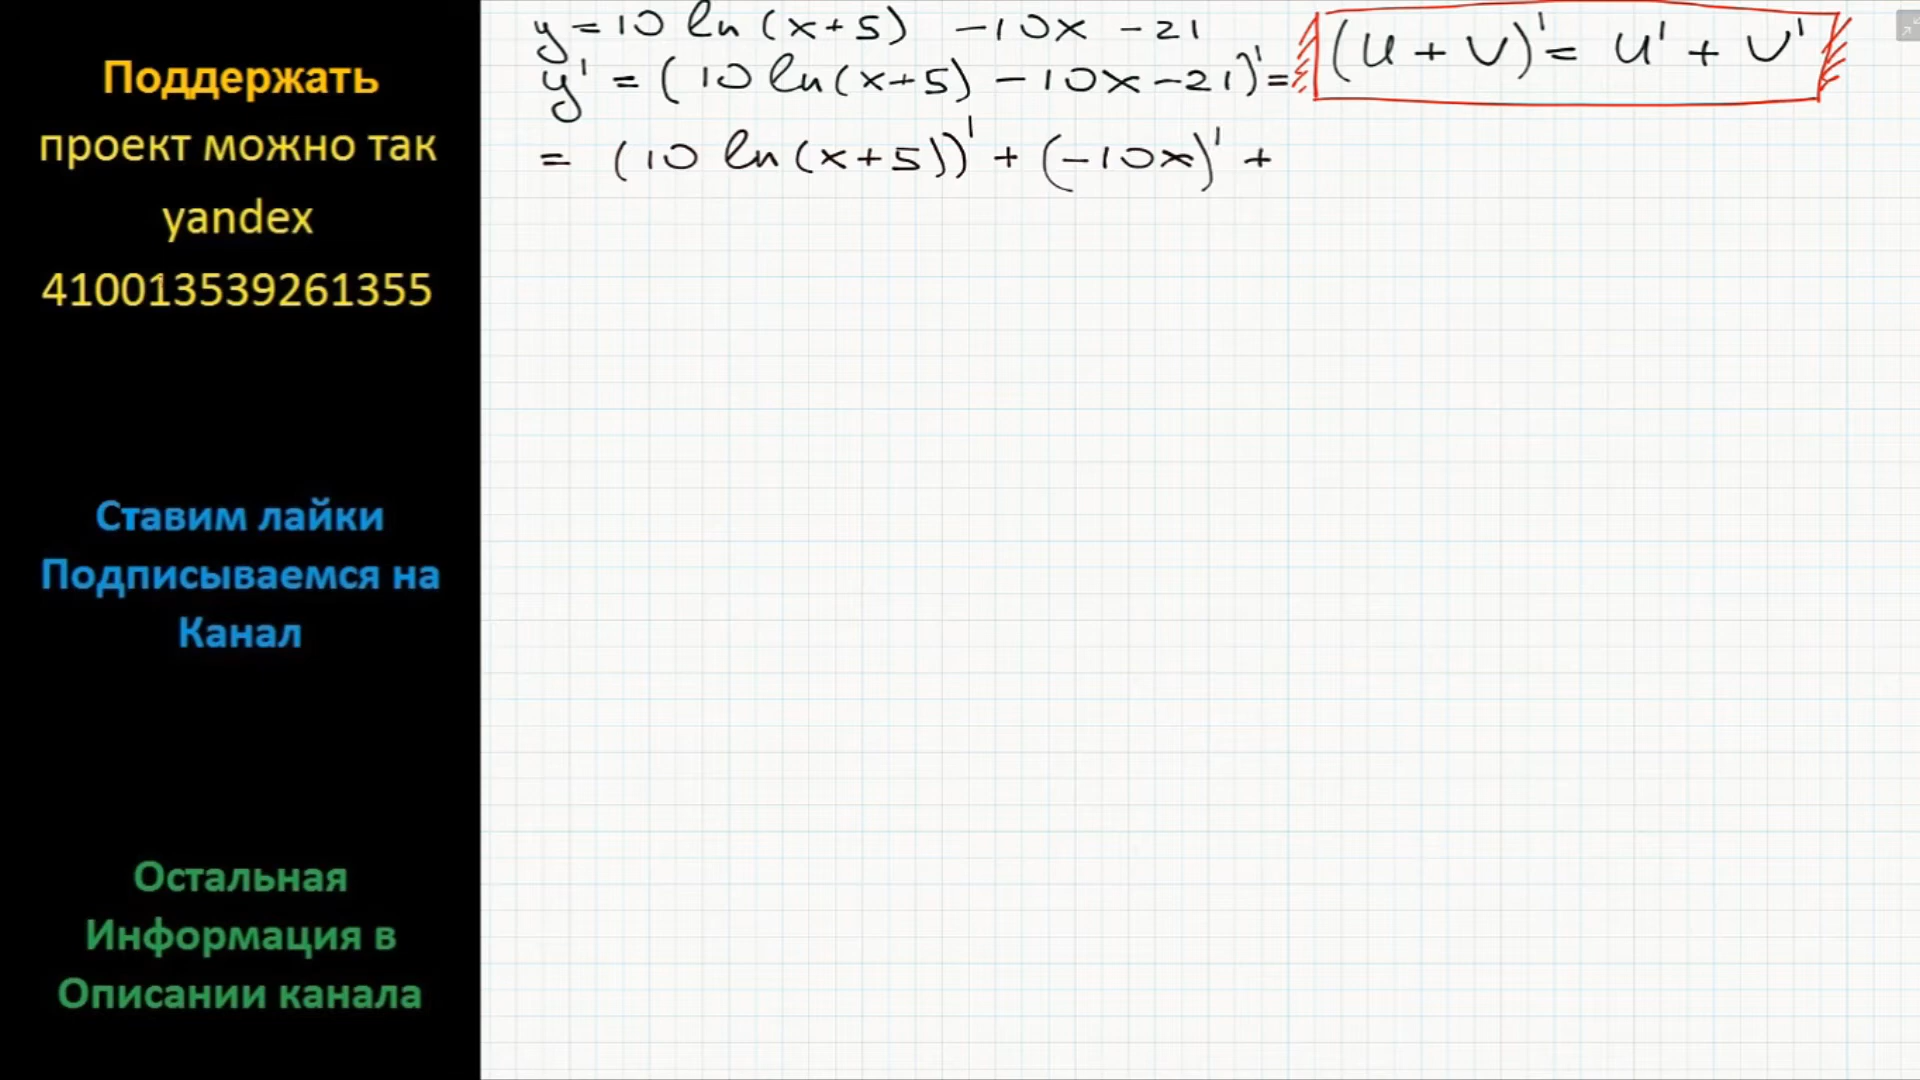 Поддержать
проект можно так
yandex
410013539261355
Ставим лайки
Подписываемся на
Канал
Остальная
Информация в
Описании канала
y = 10 ln (x+5) - 10x - 21
y' = (10 ln(x+5) - 10x - 21)' =
(U + V)' = U' + V'
= (10 ln(x+5))' + (-10x)' +